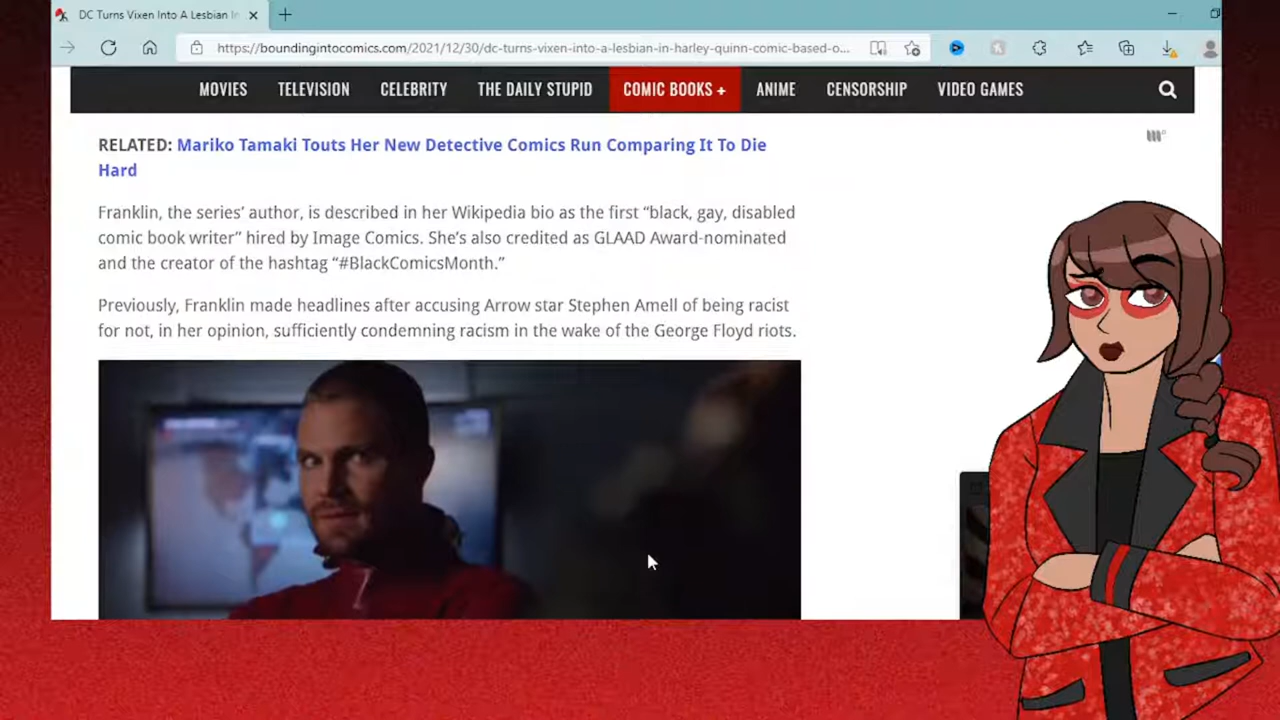 DC Turns Vixen Into A Lesbian In
https://boundingintocomics.com/2021/12/30/dc-turns-vixen-into-a-lesbian-in-harley-quinn-comic-based-o...
MOVIES TELEVISION CELEBRITY THE DAILY STUPID COMIC BOOKS + ANIME CENSORSHIP VIDEO GAMES
RELATED: Mariko Tamaki Touts Her New Detective Comics Run Comparing It To Die
Hard
Franklin, the series’ author, is described in her Wikipedia bio as the first “black, gay, disabled
comic book writer” hired by Image Comics. She’s also credited as GLAAD Award-nominated
and the creator of the hashtag “#BlackComicsMonth.”
Previously, Franklin made headlines after accusing Arrow star Stephen Amell of being racist
for not, in her opinion, sufficiently condemning racism in the wake of the George Floyd riots.